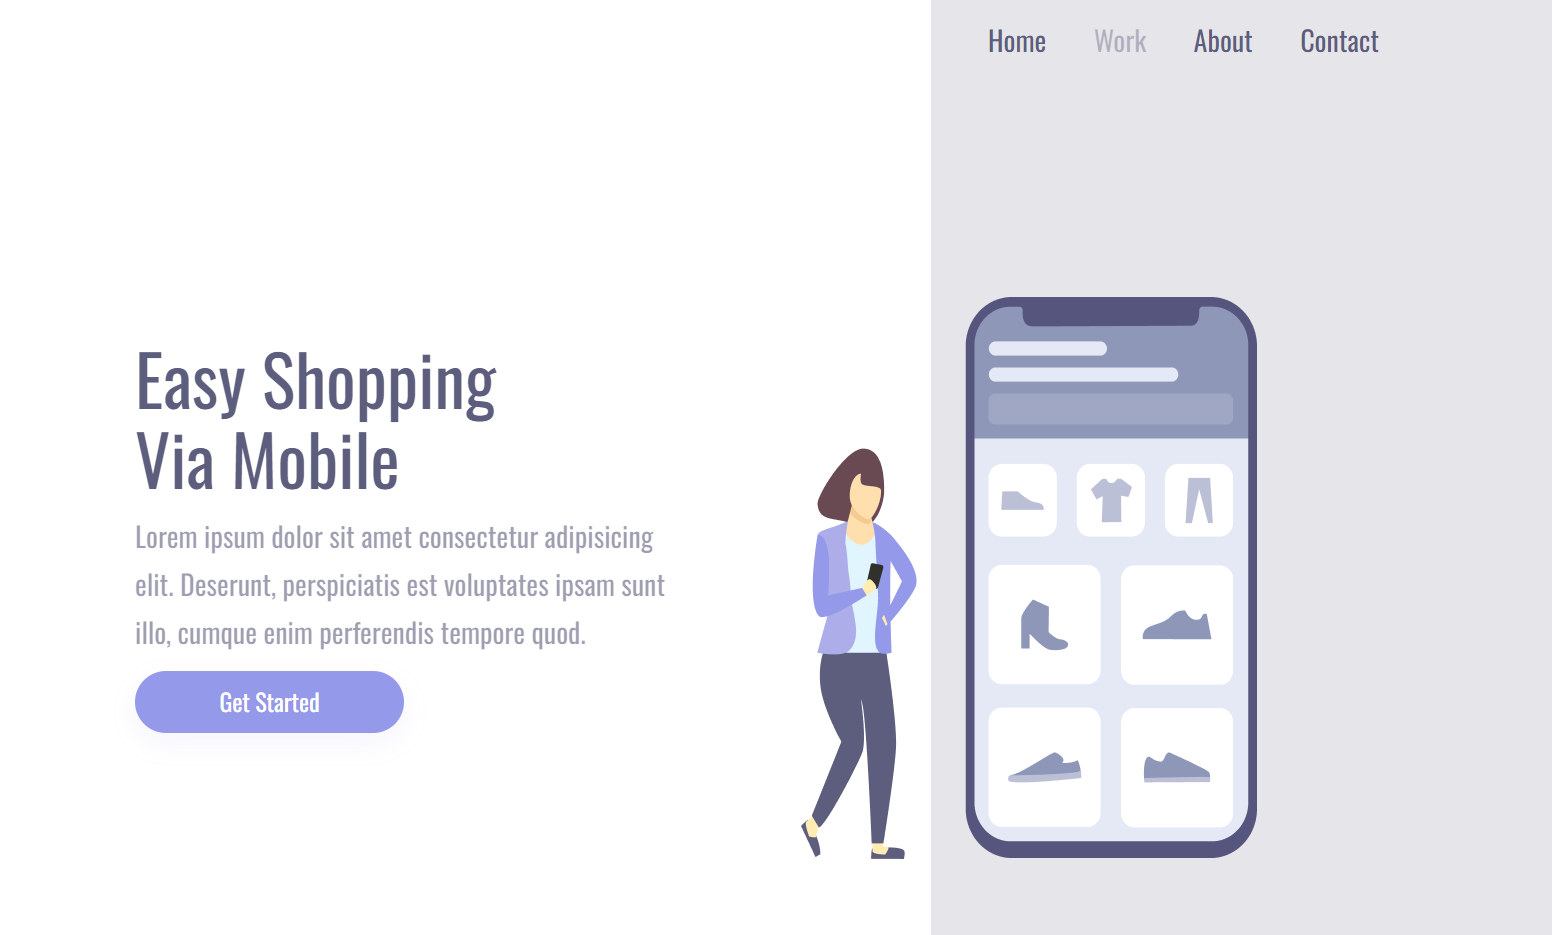 Home Work About Contact
Easy Shopping
Via Mobile
Lorem ipsum dolor sit amet consectetur adipisicing
elit. Deserunt, perspiciatis est voluptates ipsam sunt
illo, cumque enim perferendis tempore quod.
Get Started